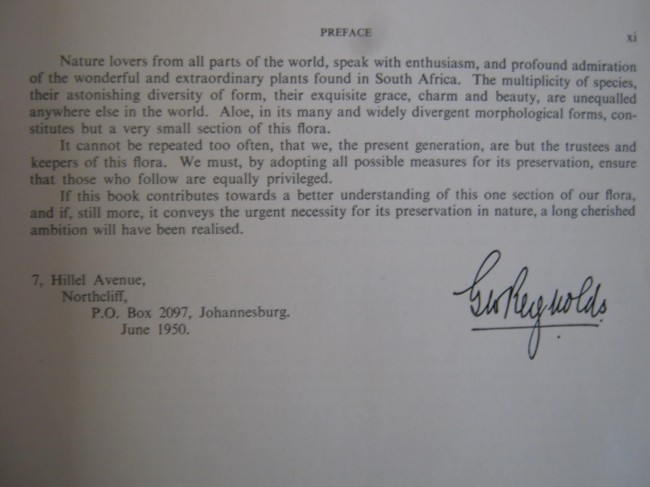 PREFACE xi
Nature lovers from all parts of the world, speak with enthusiasm, and profound admiration
of the wonderful and extraordinary plants found in South Africa. The multiplicity of species,
their astonishing diversity of form, their exquisite grace, charm and beauty, are unequalled
anywhere else in the world. Aloe, in its many and widely divergent morphological forms, con-
stitutes but a very small section of this flora.
It cannot be repeated too often, that we, the present generation, are but the trustees and
keepers of this flora. We must, by adopting all possible measures for its preservation, ensure
that those who follow are equally privileged.
If this book contributes towards a better understanding of this one section of our flora,
and if, still more, it conveys the urgent necessity for its preservation in nature, a long cherished
ambition will have been realised.
7, Hillel Avenue,
Northcliff,
P.O. Box 2097, Johannesburg.
June 1950.
Geo Reynolds.